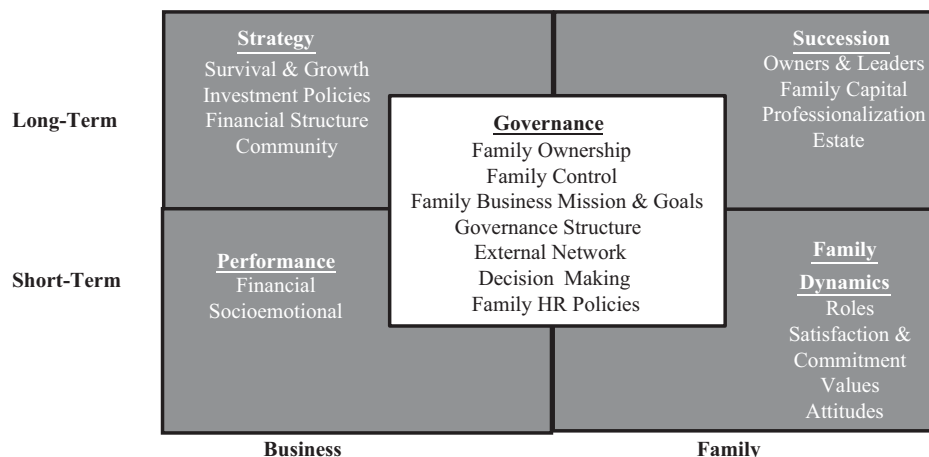 Long-Term
Short-Term
Strategy
Survival & Growth
Investment Policies
Financial Structure
Community
Succession
Owners & Leaders
Family Capital
Professionalization
Estate
Governance
Family Ownership
Family Control
Family Business Mission & Goals
Governance Structure
External Network
Decision Making
Family HR Policies
Performance
Financial
Socioemotional
Family
Dynamics
Roles
Satisfaction &
Commitment
Values
Attitudes
Business
Family